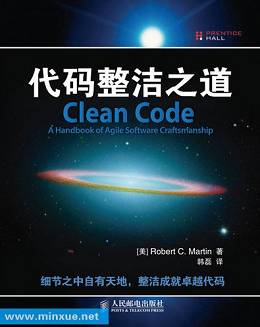 PRENTICE
HALL
代码整洁之道
Clean Code
A Handbook of Agile Software Craftsmanship
[美] Robert C. Martin 著
韩磊 译
细节之中自有天地，整洁成就卓越代码
人民邮电出版社
POSTS & TELECOM PRESS
www.minxue.net